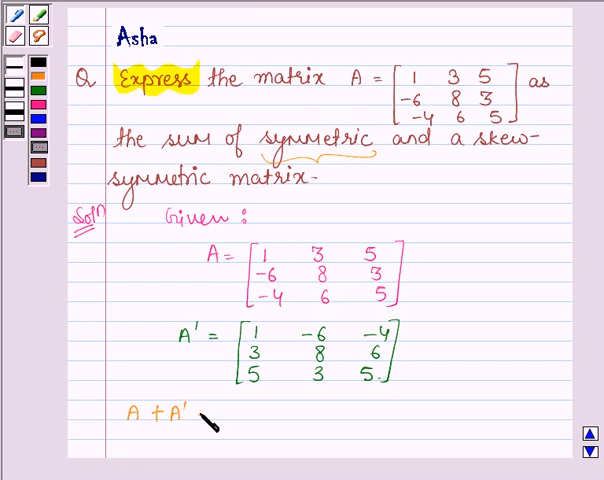 Asha
Q Express the matrix A = [ 1 3 5
-6 8 3
-4 6 5 ] as
the sum of symmetric and a skew-
symmetric matrix-
Soln Given :
A = [ 1 3 5
-6 8 3
-4 6 5 ]
A' = [ 1 -6 -4
3 8 6
5 3 5 ]
A + A'